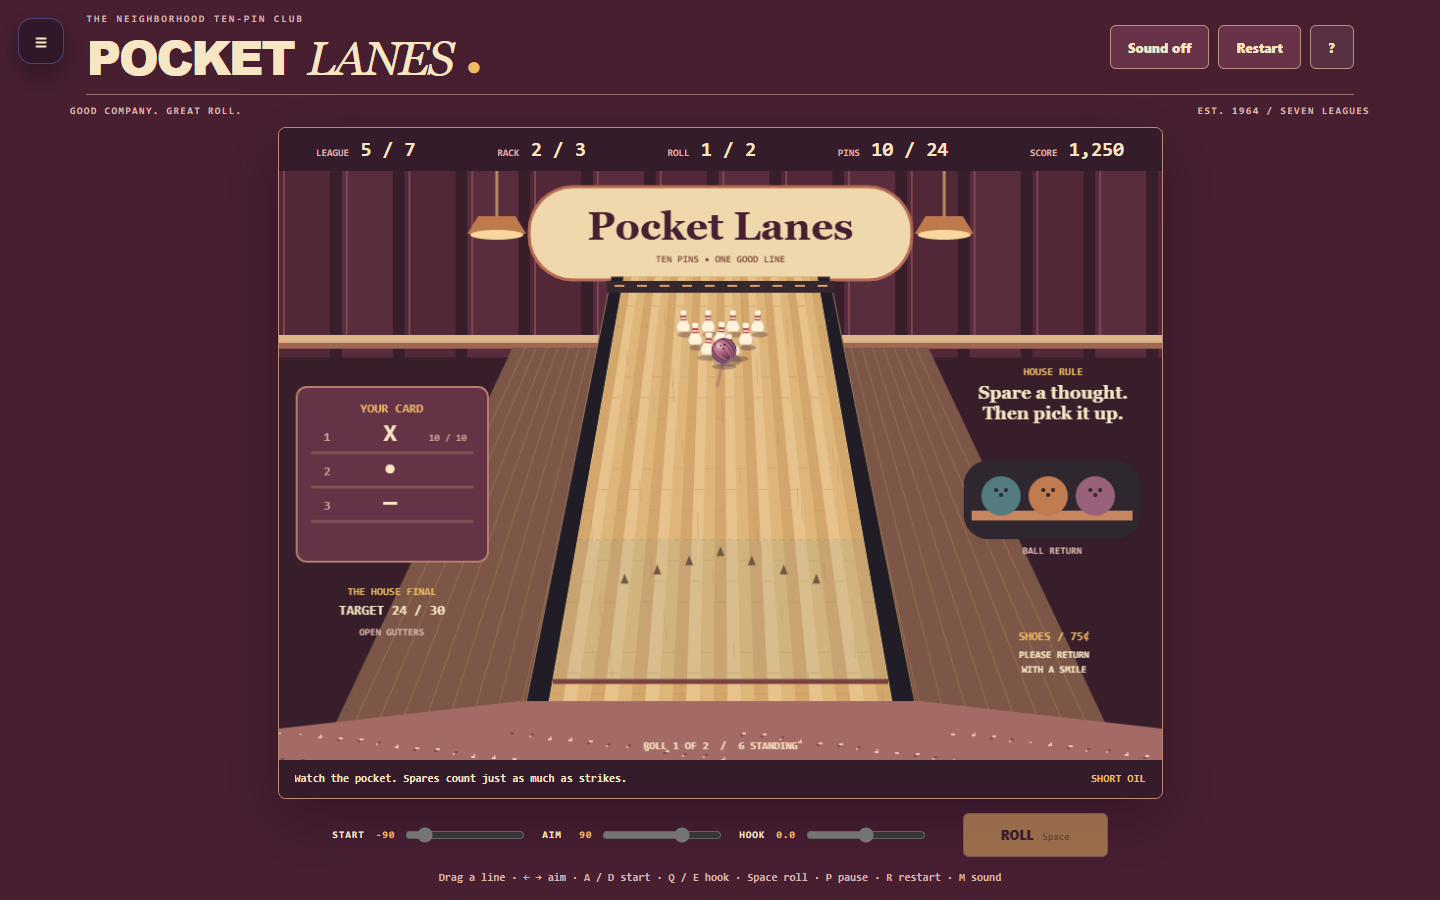 THE NEIGHBORHOOD TEN-PIN CLUB
POCKET LANES
Sound off
Restart
?
GOOD COMPANY. GREAT ROLL.
EST. 1964 / SEVEN LEAGUES
LEAGUE 5 / 7
RACK 2 / 3
ROLL 1 / 2
PINS 10 / 24
SCORE 1,250
Pocket Lanes
TEN PINS • ONE GOOD LINE
YOUR CARD
1 X 10 / 10
2 •
3 —
THE HOUSE FINAL
TARGET 24 / 30
OPEN GUTTERS
HOUSE RULE
Spare a thought.
Then pick it up.
BALL RETURN
SHOES / 75¢
PLEASE RETURN
WITH A SMILE
ROLL 1 OF 2 / 6 STANDING
Watch the pocket. Spares count just as much as strikes.
SHORT OIL
START -90
AIM 90
HOOK 0.0
ROLL Space
Drag a line · ← → aim · A / D start · Q / E hook · Space roll · P pause · R restart · M sound